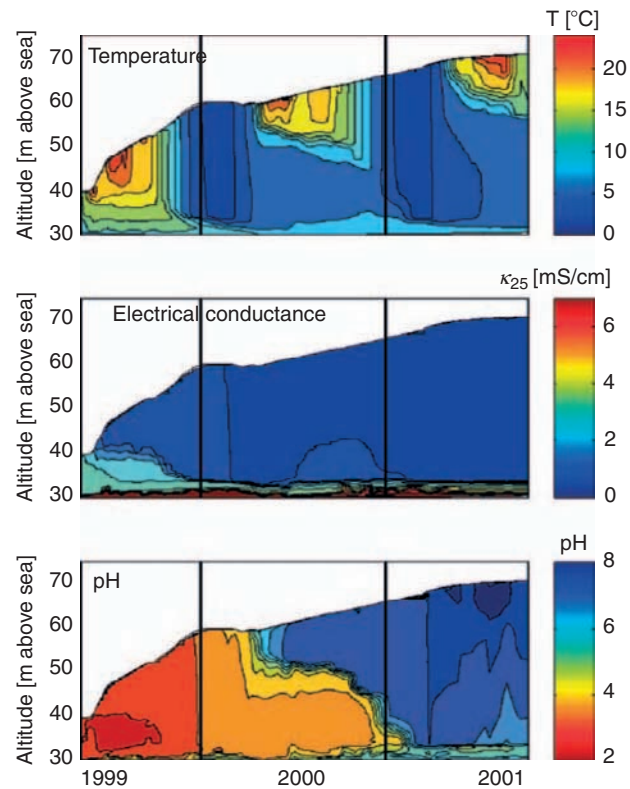 T [°C]
Temperature
Altitude [m above sea]
70
60
50
40
30
20
15
10
5
0
κ25 [mS/cm]
Electrical conductance
Altitude [m above sea]
70
60
50
40
30
6
4
2
0
pH
pH
Altitude [m above sea]
70
60
50
40
30
8
6
4
2
1999 2000 2001